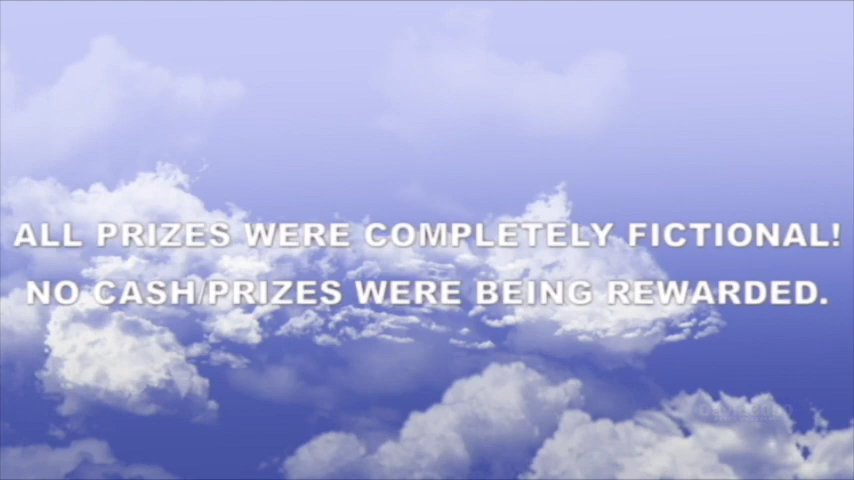 ALL PRIZES WERE COMPLETELY FICTIONAL!
NO CASH/PRIZES WERE BEING REWARDED.